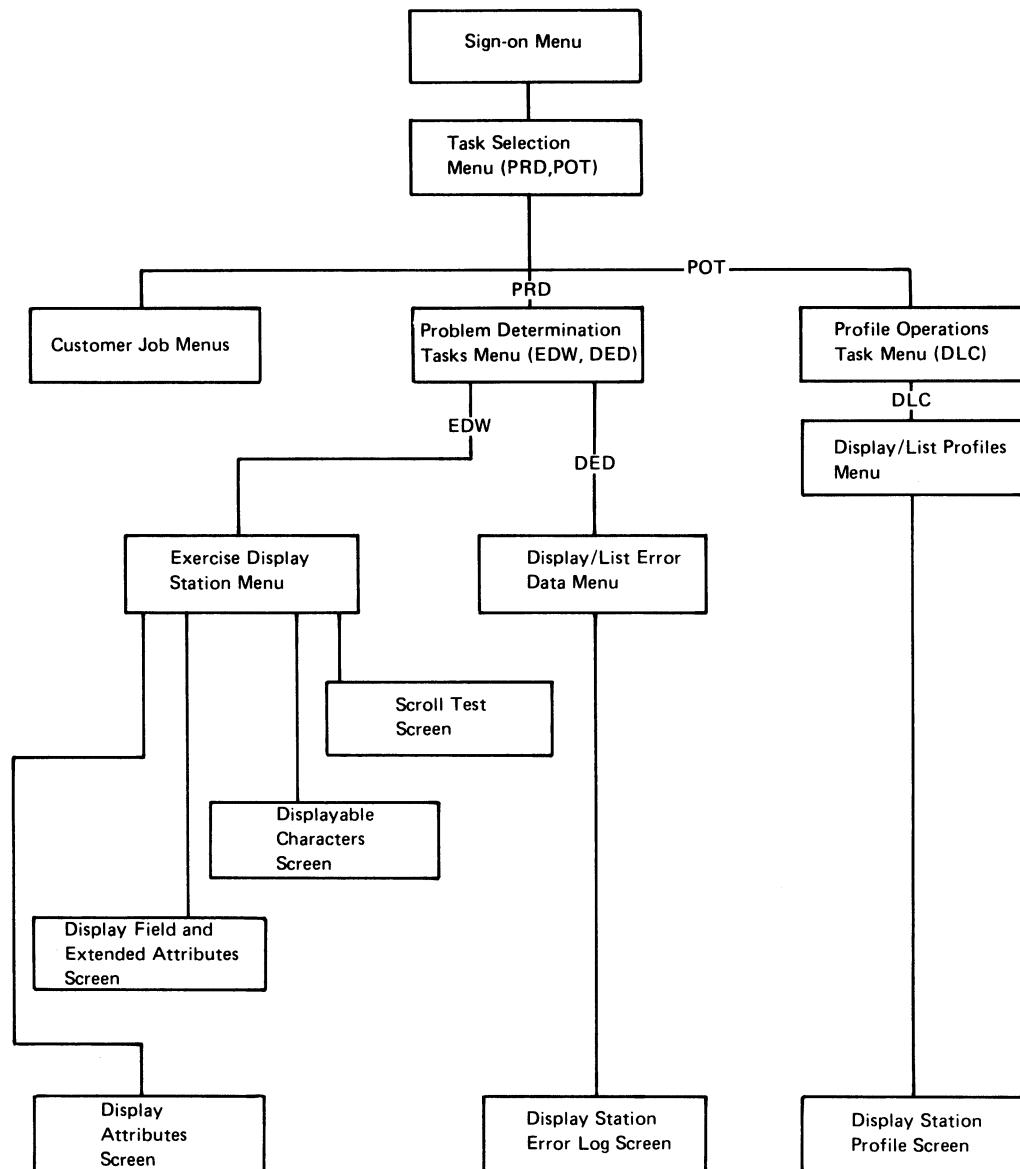 Sign-on Menu
Task Selection
Menu (PRD,POT)
POT
PRD
Customer Job Menus
Problem Determination
Tasks Menu (EDW, DED)
Profile Operations
Task Menu (DLC)
DLC
EDW
DED
Display/List Profiles
Menu
Exercise Display
Station Menu
Display/List Error
Data Menu
Scroll Test
Screen
Displayable
Characters
Screen
Display Field and
Extended Attributes
Screen
Display
Attributes
Screen
Display Station
Error Log Screen
Display Station
Profile Screen